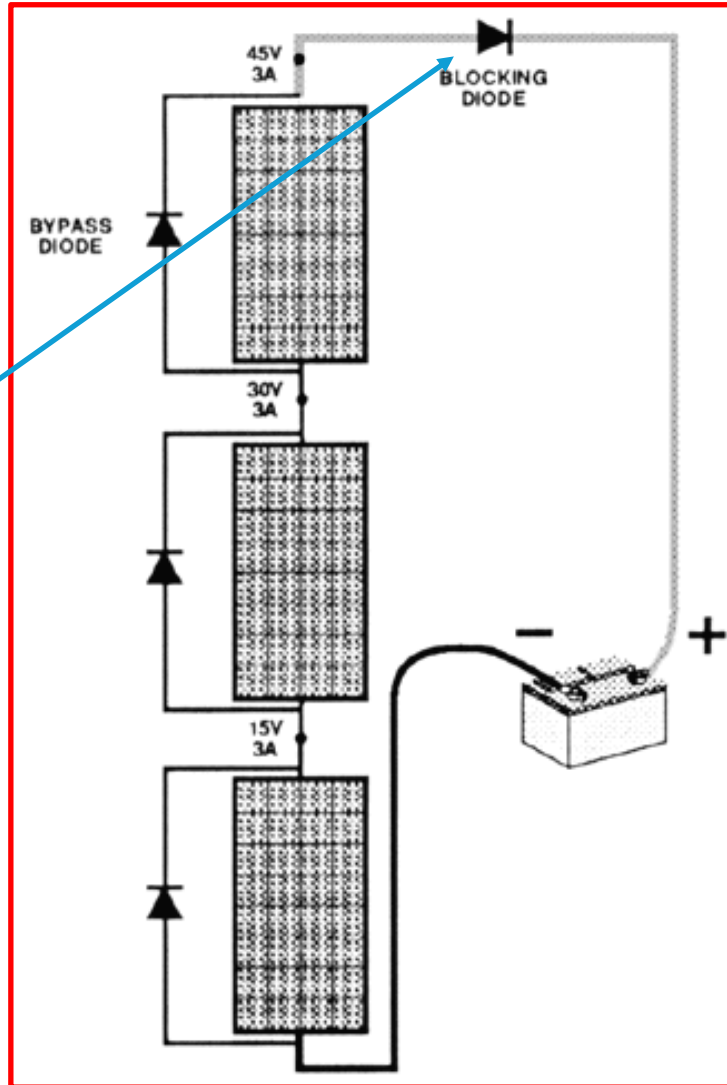 45V
3A
BLOCKING
DIODE
BYPASS
DIODE
30V
3A
− +
15V
3A